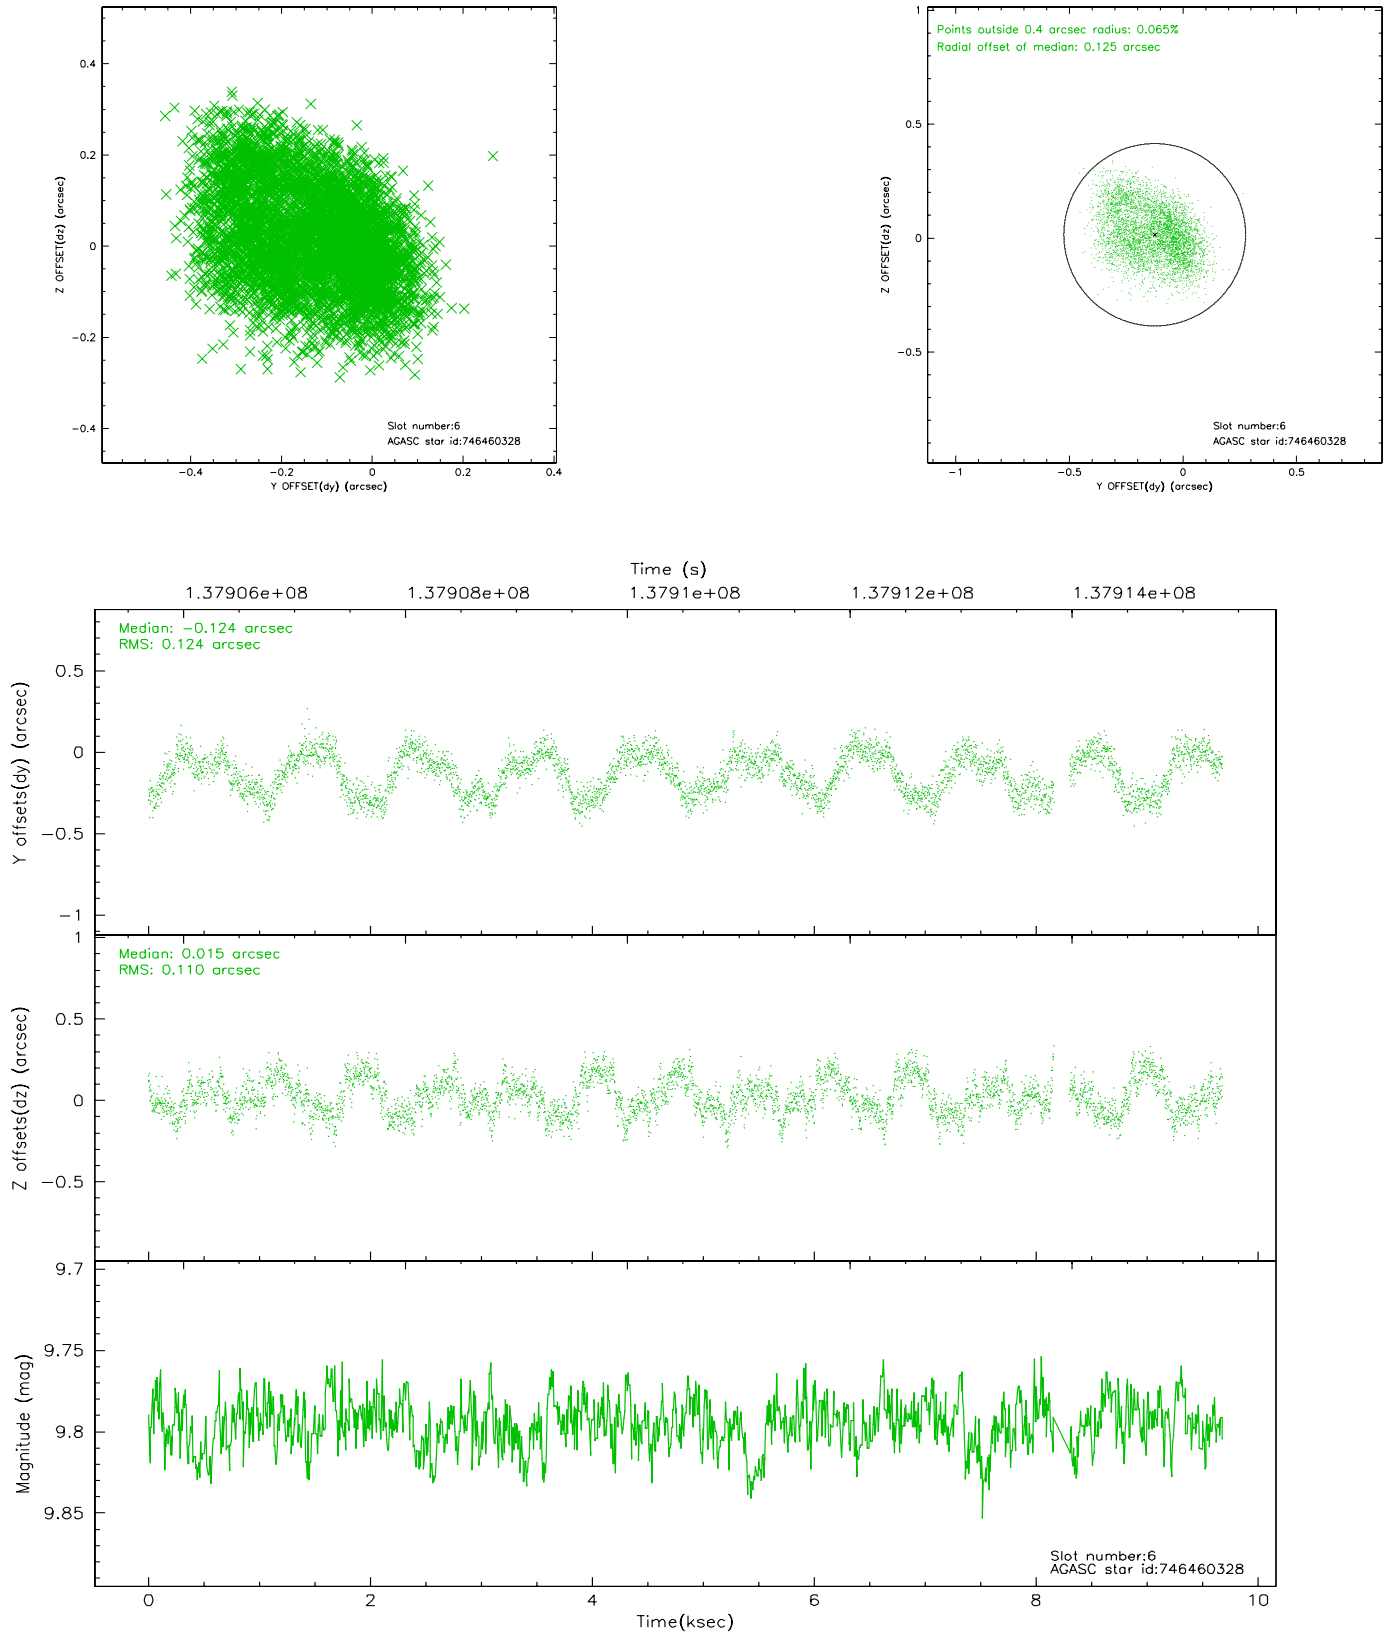 0.4
0.2
0
−0.2
−0.4
Z OFFSET(dz) (arcsec)
Slot number:6
AGASC star id:746460328
−0.4 −0.2 0 0.2 0.4
Y OFFSET(dy) (arcsec)
1
0.5
0
−0.5
Z OFFSET(dz) (arcsec)
Points outside 0.4 arcsec radius: 0.065%
Radial offset of median: 0.125 arcsec
Slot number:6
AGASC star id:746460328
−1 −0.5 0 0.5
Y OFFSET(dy) (arcsec)
Time (s)
1.37906e+08 1.37908e+08 1.3791e+08 1.37912e+08 1.37914e+08
Median: −0.124 arcsec
RMS: 0.124 arcsec
0.5
0
−0.5
−1
Y offsets(dy) (arcsec)
Median: 0.015 arcsec
RMS: 0.110 arcsec
1
0.5
0
−0.5
Z offsets(dz) (arcsec)
9.7
9.75
9.8
9.85
Magnitude (mag)
Slot number:6
AGASC star id:746460328
0 2 4 6 8 10
Time(ksec)